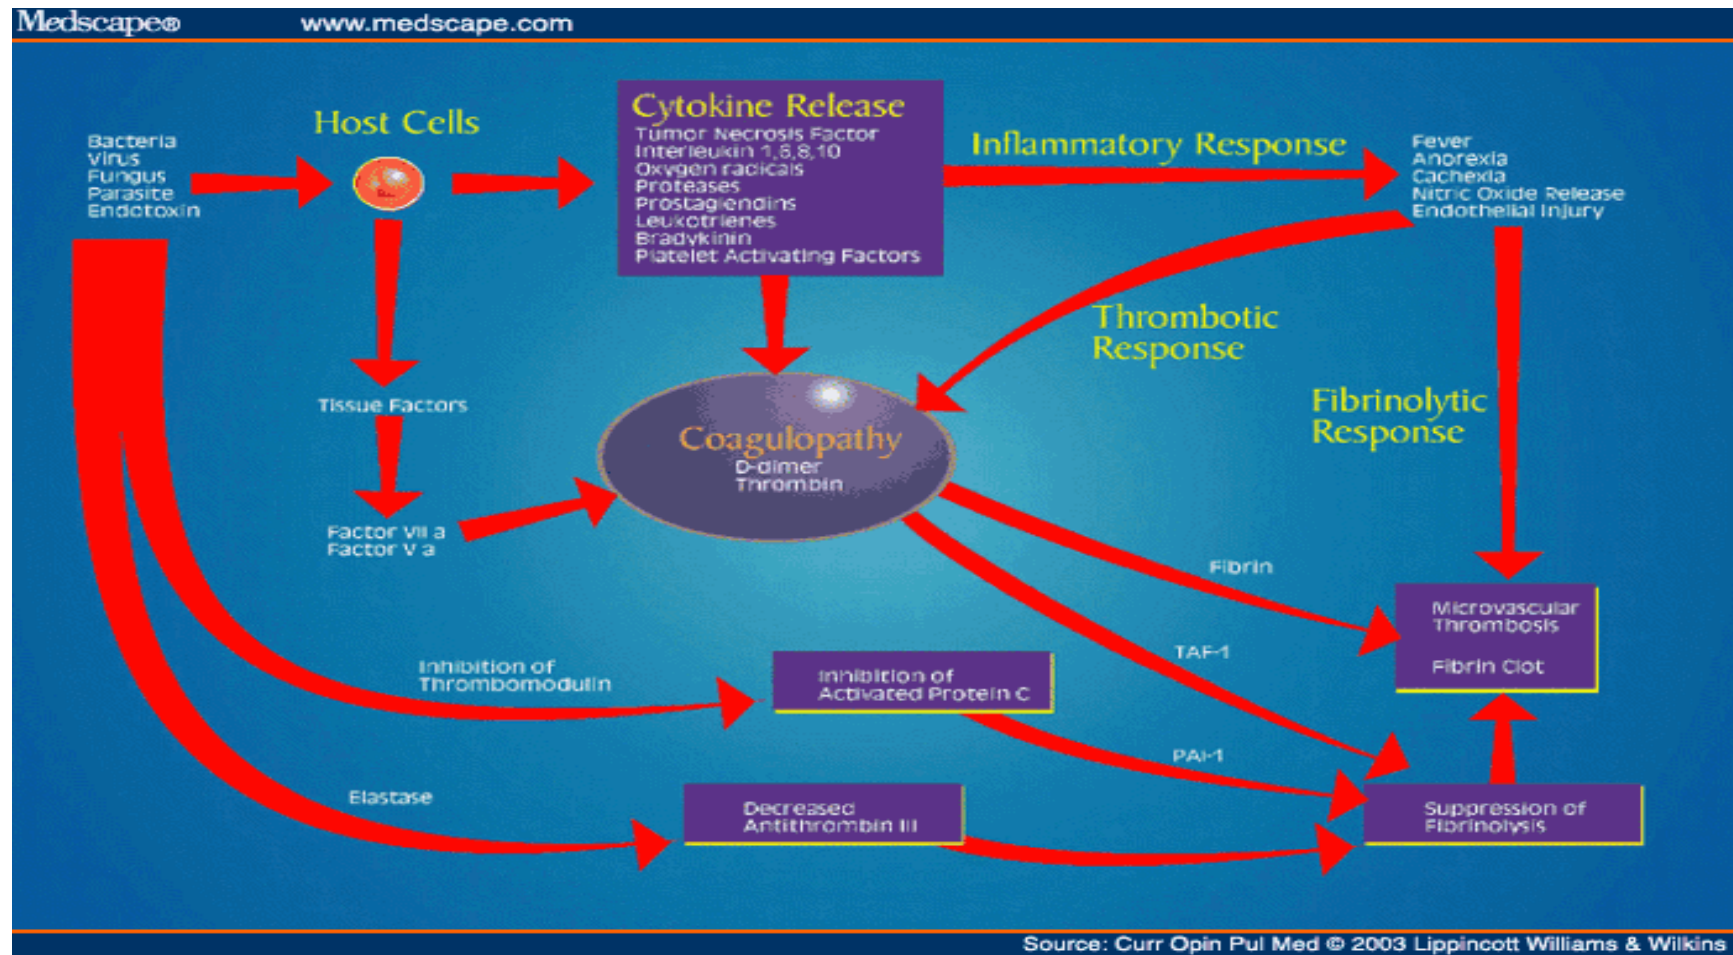 Medscape® www.medscape.com
Host Cells
Bacteria
Virus
Fungus
Parasite
Endotoxin
Cytokine Release
Tumor Necrosis Factor
Interleukin 1,6,8,10
Oxygen radicals
Proteases
Prostaglendins
Leukotrienes
Bradykinin
Platelet Activating Factors
Inflammatory Response
Fever
Anorexia
Cachexia
Nitric Oxide Release
Endothelial Injury
Thrombotic
Response
Fibrinolytic
Response
Tissue Factors
Coagulopathy
D-dimer
Thrombin
Factor VII a
Factor V a
Fibrin
Microvascular
Thrombosis
Fibrin Clot
TAF-1
Inhibition of
Thrombomodulin
Inhibition of
Activated Protein C
PAI-1
Elastase
Decreased
Antithrombin III
Suppression of
Fibrinolysis
Source: Curr Opin Pul Med © 2003 Lippincott Williams & Wilkins